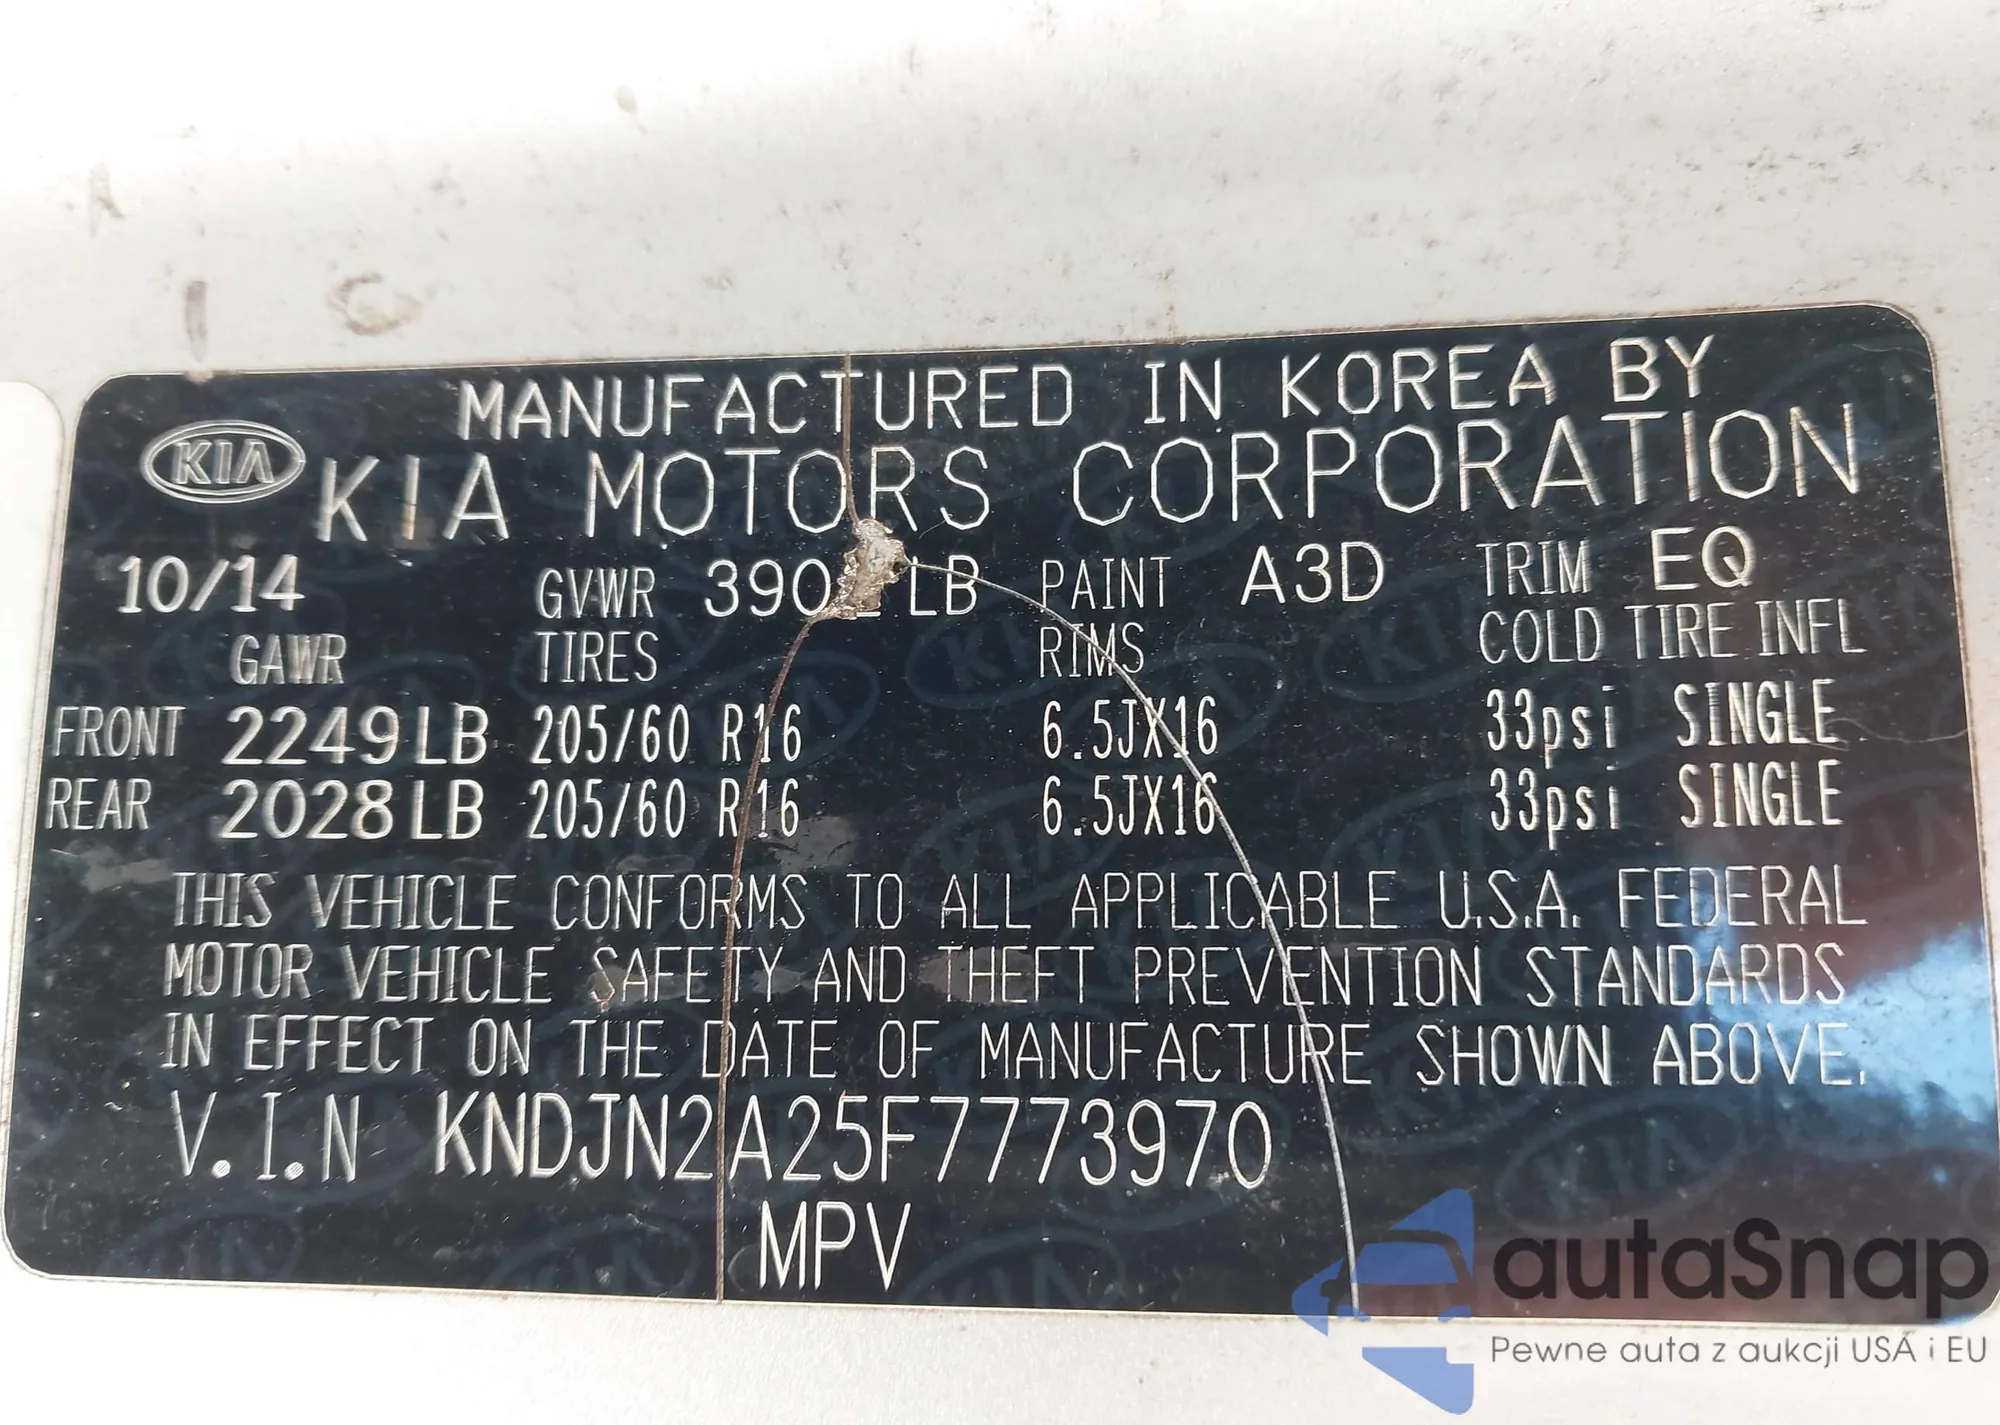 MANUFACTURED IN KOREA BY
KIA
KIA MOTORS CORPORATION
10/14 GVWR LB PAINT A3D TRIM EQ
GAWR TIRES RIMS COLD TIRE INFL
FRONT 2249LB 205/60 R16 6.5JX16 33psi SINGLE
REAR 2028LB 205/60 R16 6.5JX16 33psi SINGLE
THIS VEHICLE CONFORMS TO ALL APPLICABLE U.S.A. FEDERAL
MOTOR VEHICLE SAFETY AND THEFT PREVENTION STANDARDS
IN EFFECT ON THE DATE OF MANUFACTURE SHOWN ABOVE.
V.I.N KNDJN2A25F7773970
MPV
autaSnap
Pewne auta z aukcji USA i EU